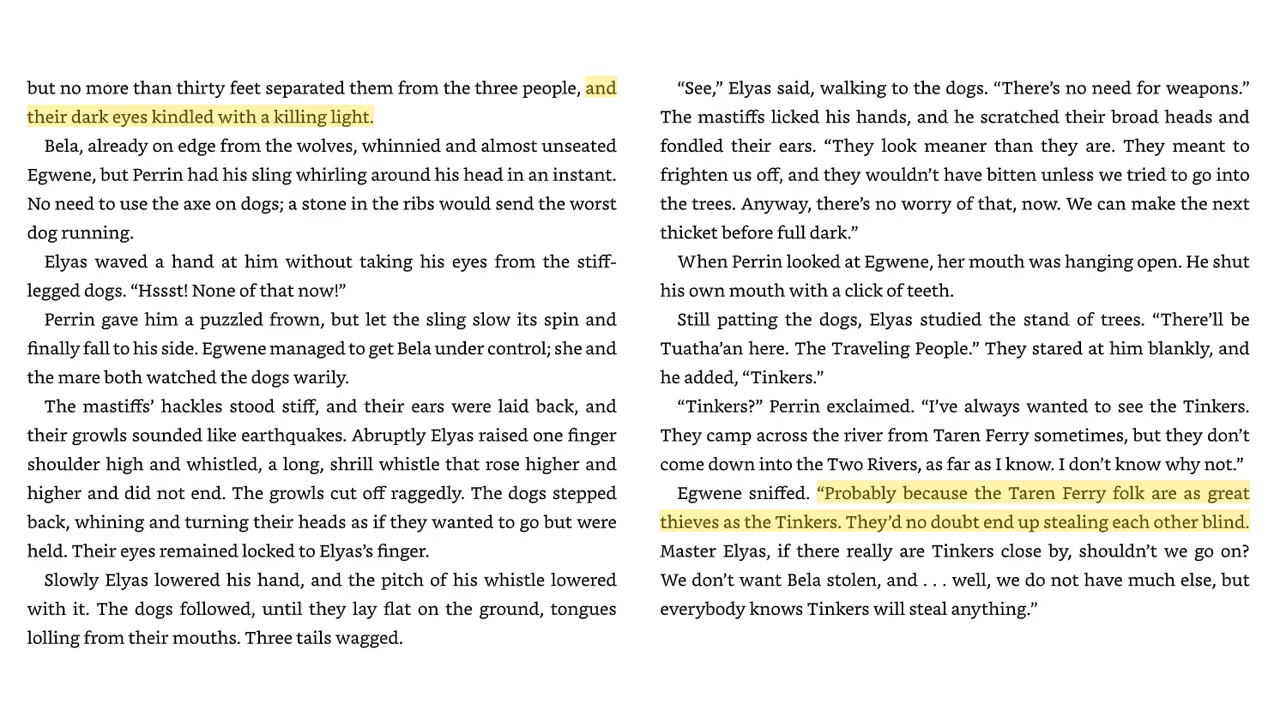 but no more than thirty feet separated them from the three people, and
their dark eyes kindled with a killing light.
Bela, already on edge from the wolves, whinnied and almost unseated
Egwene, but Perrin had his sling whirling around his head in an instant.
No need to use the axe on dogs; a stone in the ribs would send the worst
dog running.
Elyas waved a hand at him without taking his eyes from the stiff-
legged dogs. “Hssst! None of that now!”
Perrin gave him a puzzled frown, but let the sling slow its spin and
finally fall to his side. Egwene managed to get Bela under control; she and
the mare both watched the dogs warily.
The mastiffs’ hackles stood stiff, and their ears were laid back, and
their growls sounded like earthquakes. Abruptly Elyas raised one finger
shoulder high and whistled, a long, shrill whistle that rose higher and
higher and did not end. The growls cut off raggedly. The dogs stepped
back, whining and turning their heads as if they wanted to go but were
held. Their eyes remained locked to Elyas’s finger.
Slowly Elyas lowered his hand, and the pitch of his whistle lowered
with it. The dogs followed, until they lay flat on the ground, tongues
lolling from their mouths. Three tails wagged.
“See,” Elyas said, walking to the dogs. “There’s no need for weapons.”
The mastiffs licked his hands, and he scratched their broad heads and
fondled their ears. “They look meaner than they are. They meant to
frighten us off, and they wouldn’t have bitten unless we tried to go into
the trees. Anyway, there’s no worry of that, now. We can make the next
thicket before full dark.”
When Perrin looked at Egwene, her mouth was hanging open. He shut
his own mouth with a click of teeth.
Still patting the dogs, Elyas studied the stand of trees. “There’ll be
Tuatha’an here. The Traveling People.” They stared at him blankly, and
he added, “Tinkers.”
“Tinkers?” Perrin exclaimed. “I’ve always wanted to see the Tinkers.
They camp across the river from Taren Ferry sometimes, but they don’t
come down into the Two Rivers, as far as I know. I don’t know why not.”
Egwene sniffed. “Probably because the Taren Ferry folk are as great
thieves as the Tinkers. They’d no doubt end up stealing each other blind.
Master Elyas, if there really are Tinkers close by, shouldn’t we go on?
We don’t want Bela stolen, and . . . well, we do not have much else, but
everybody knows Tinkers will steal anything.”